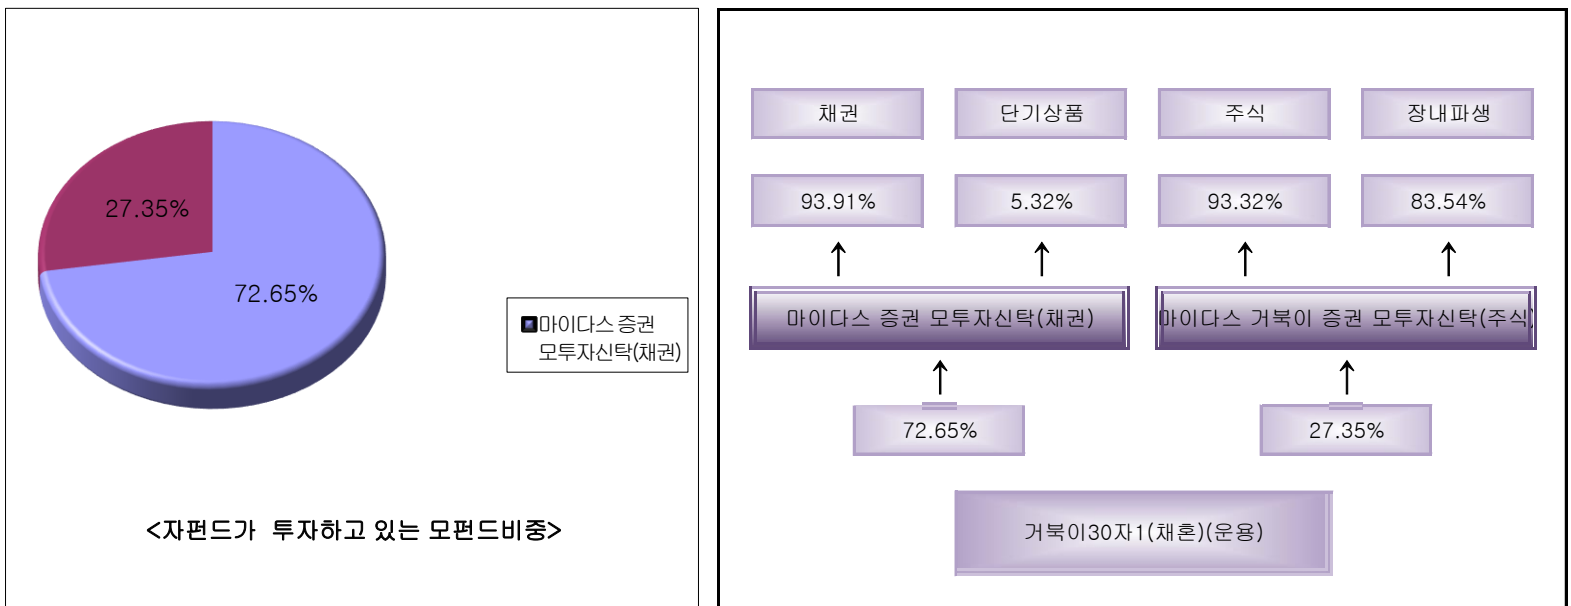 27.35%
72.65%
마이다스 증권
모투자신탁(채권)
<자펀드가 투자하고 있는 모펀드비중>
채권 단기상품 주식 장내파생
93.91% 5.32% 93.32% 83.54%
마이다스 증권 모투자신탁(채권) 마이다스 거북이 증권 모투자신탁(주식)
72.65% 27.35%
거북이30자1(채혼)(운용)